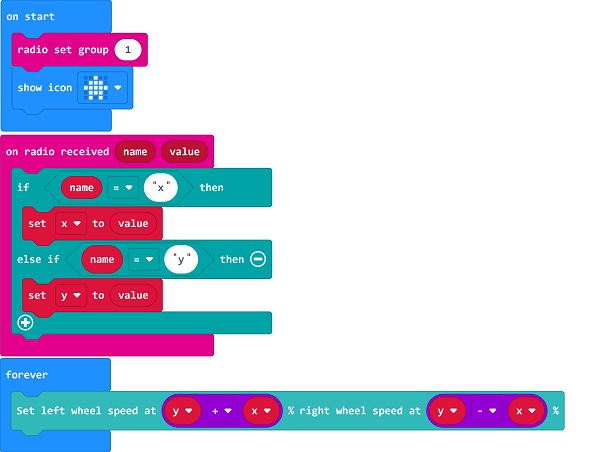 on start
radio set group 1
show icon
on radio received name value
if name = "x" then
set x to value
else if name = "y" then
set y to value
forever
Set left wheel speed at y + x % right wheel speed at y - x %